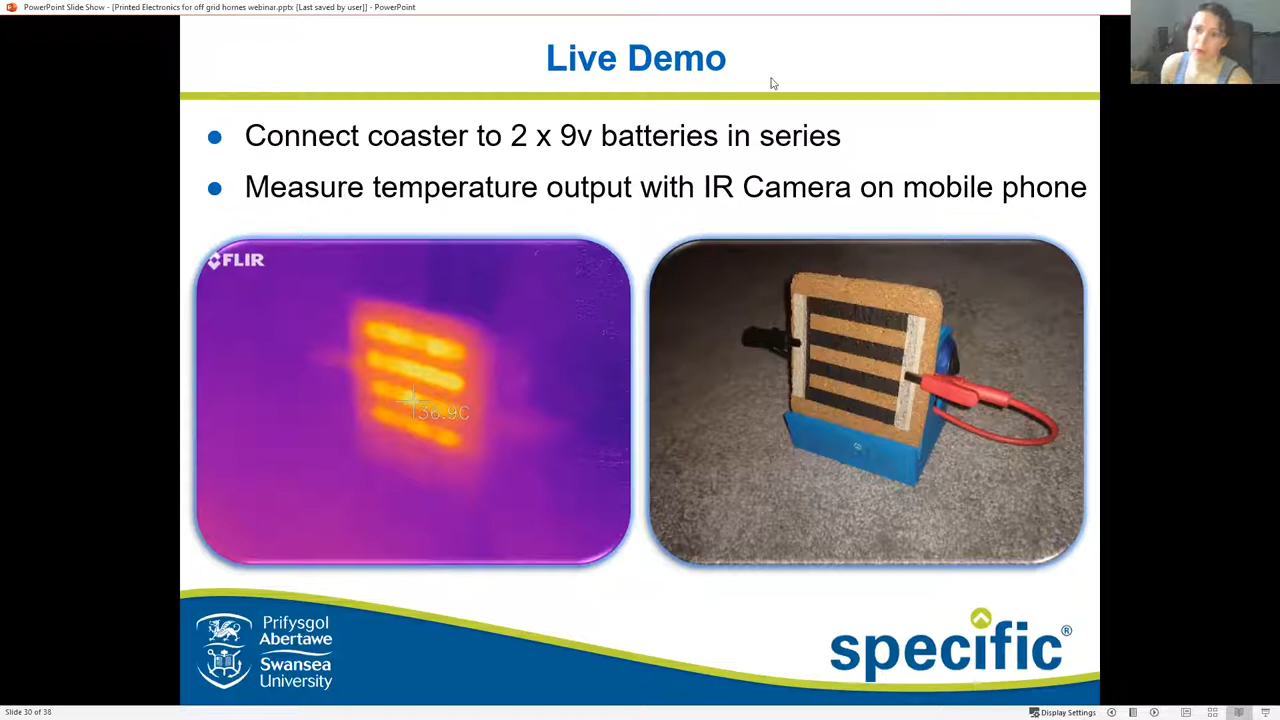 PowerPoint Slide Show - [Printed Electronics for off grid homes webinar.pptx [Last saved by user]] - PowerPoint
Live Demo
Connect coaster to 2 x 9v batteries in series
Measure temperature output with IR Camera on mobile phone
FLIR
36.9C
Prifysgol
Abertawe
Swansea
University
specific®
Slide 30 of 38
Display Settings